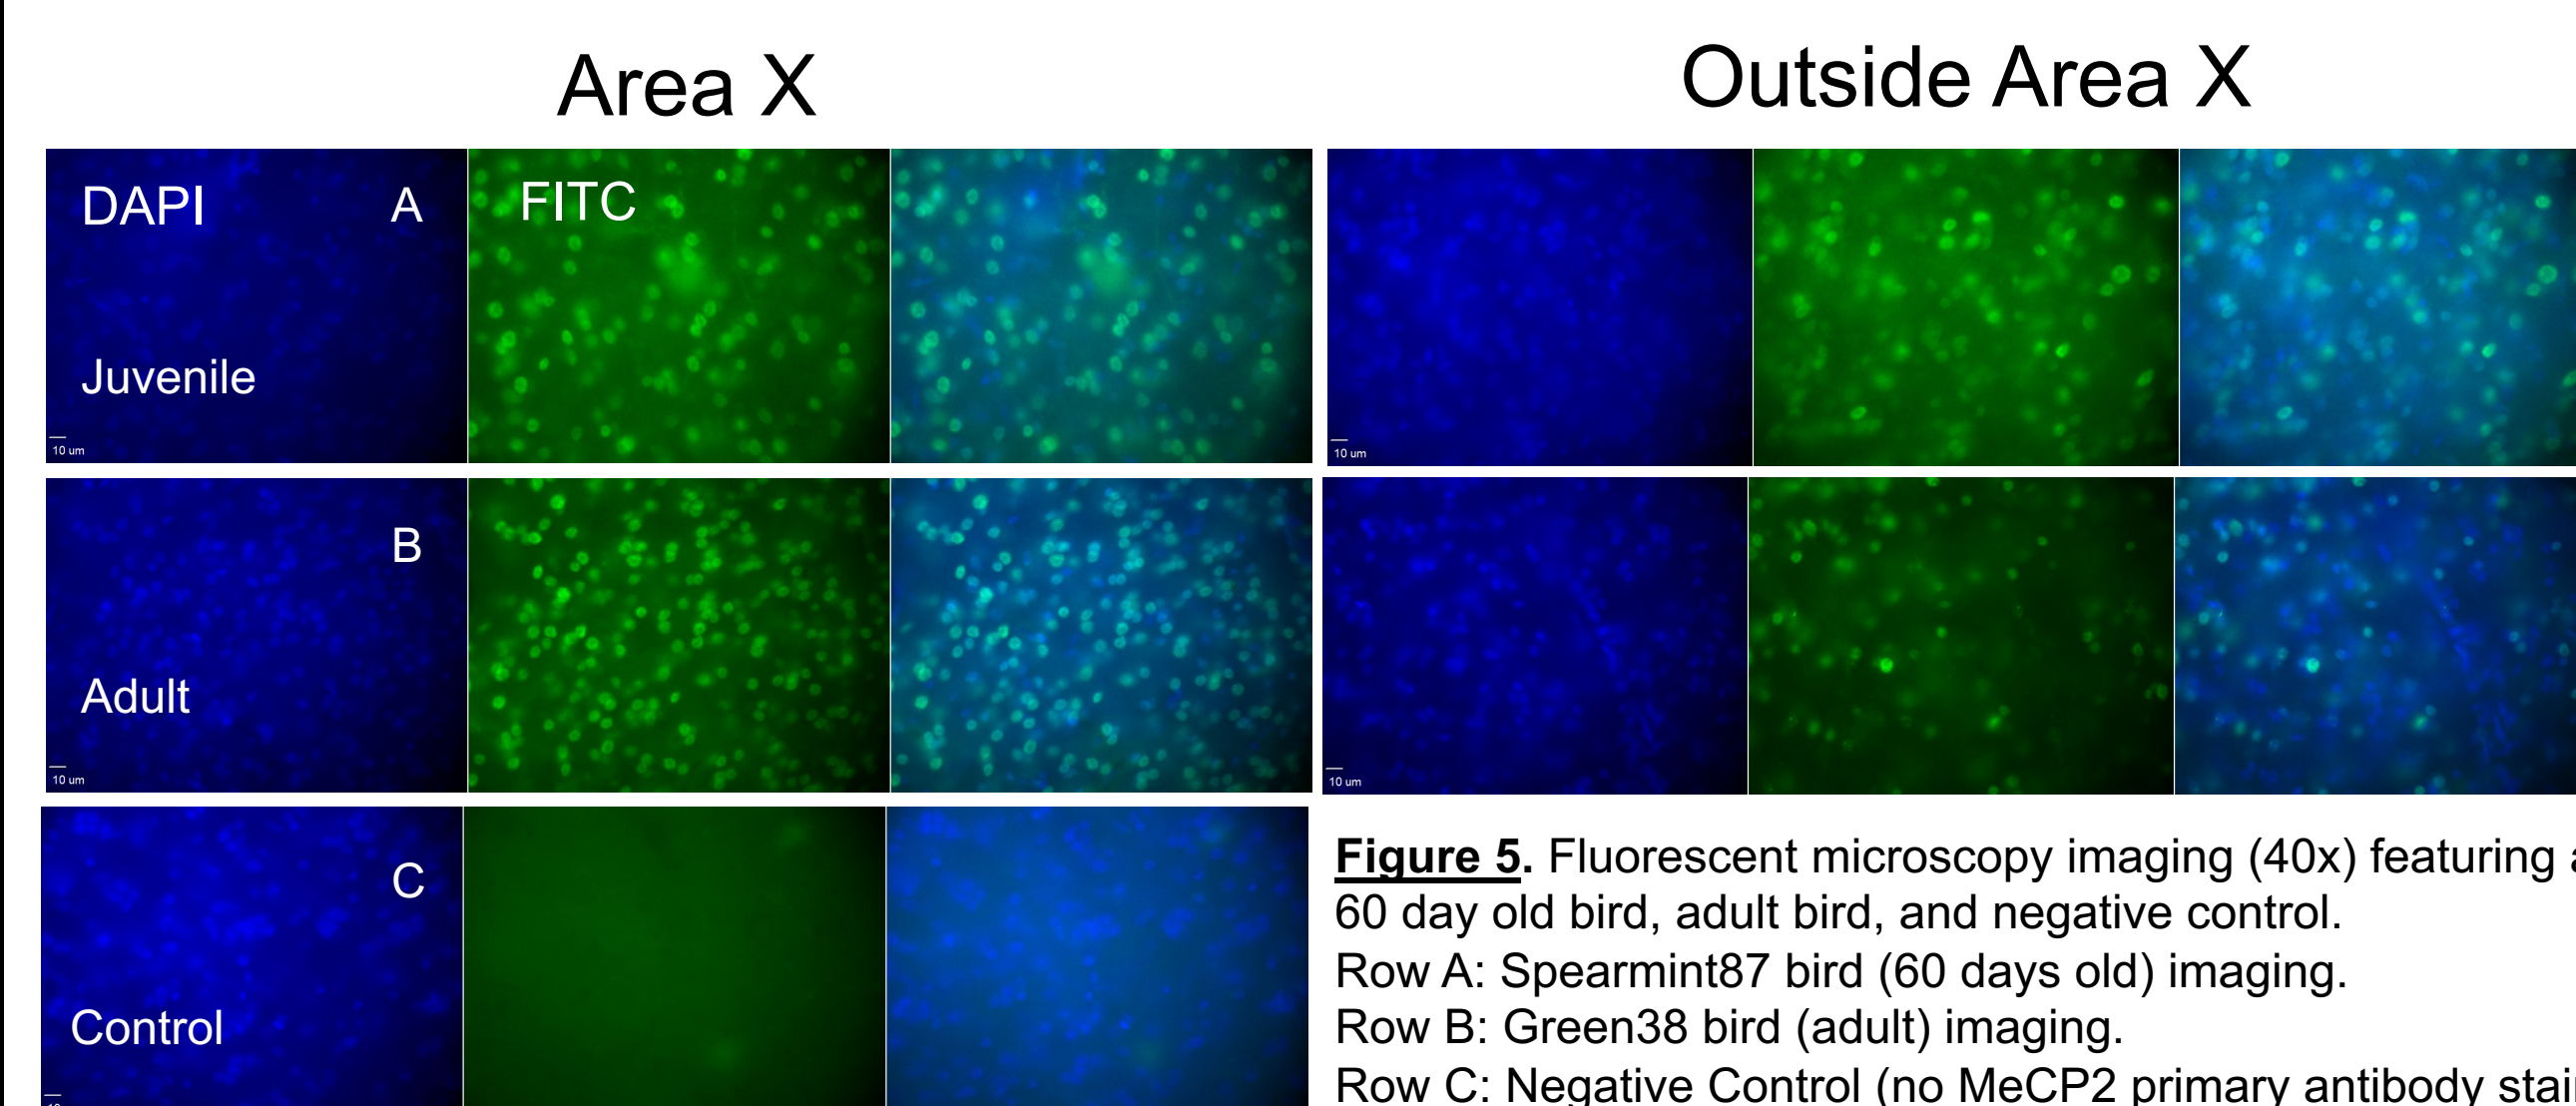 Area X
Outside Area X
DAPI
A
FITC
Juvenile
10 um
10 um
B
Adult
10 um
10 um
C
Control
Figure 5. Fluorescent microscopy imaging (40x) featuring
60 day old bird, adult bird, and negative control.
Row A: Spearmint87 bird (60 days old) imaging.
Row B: Green38 bird (adult) imaging.
Row C: Negative Control (no MeCP2 primary antibody